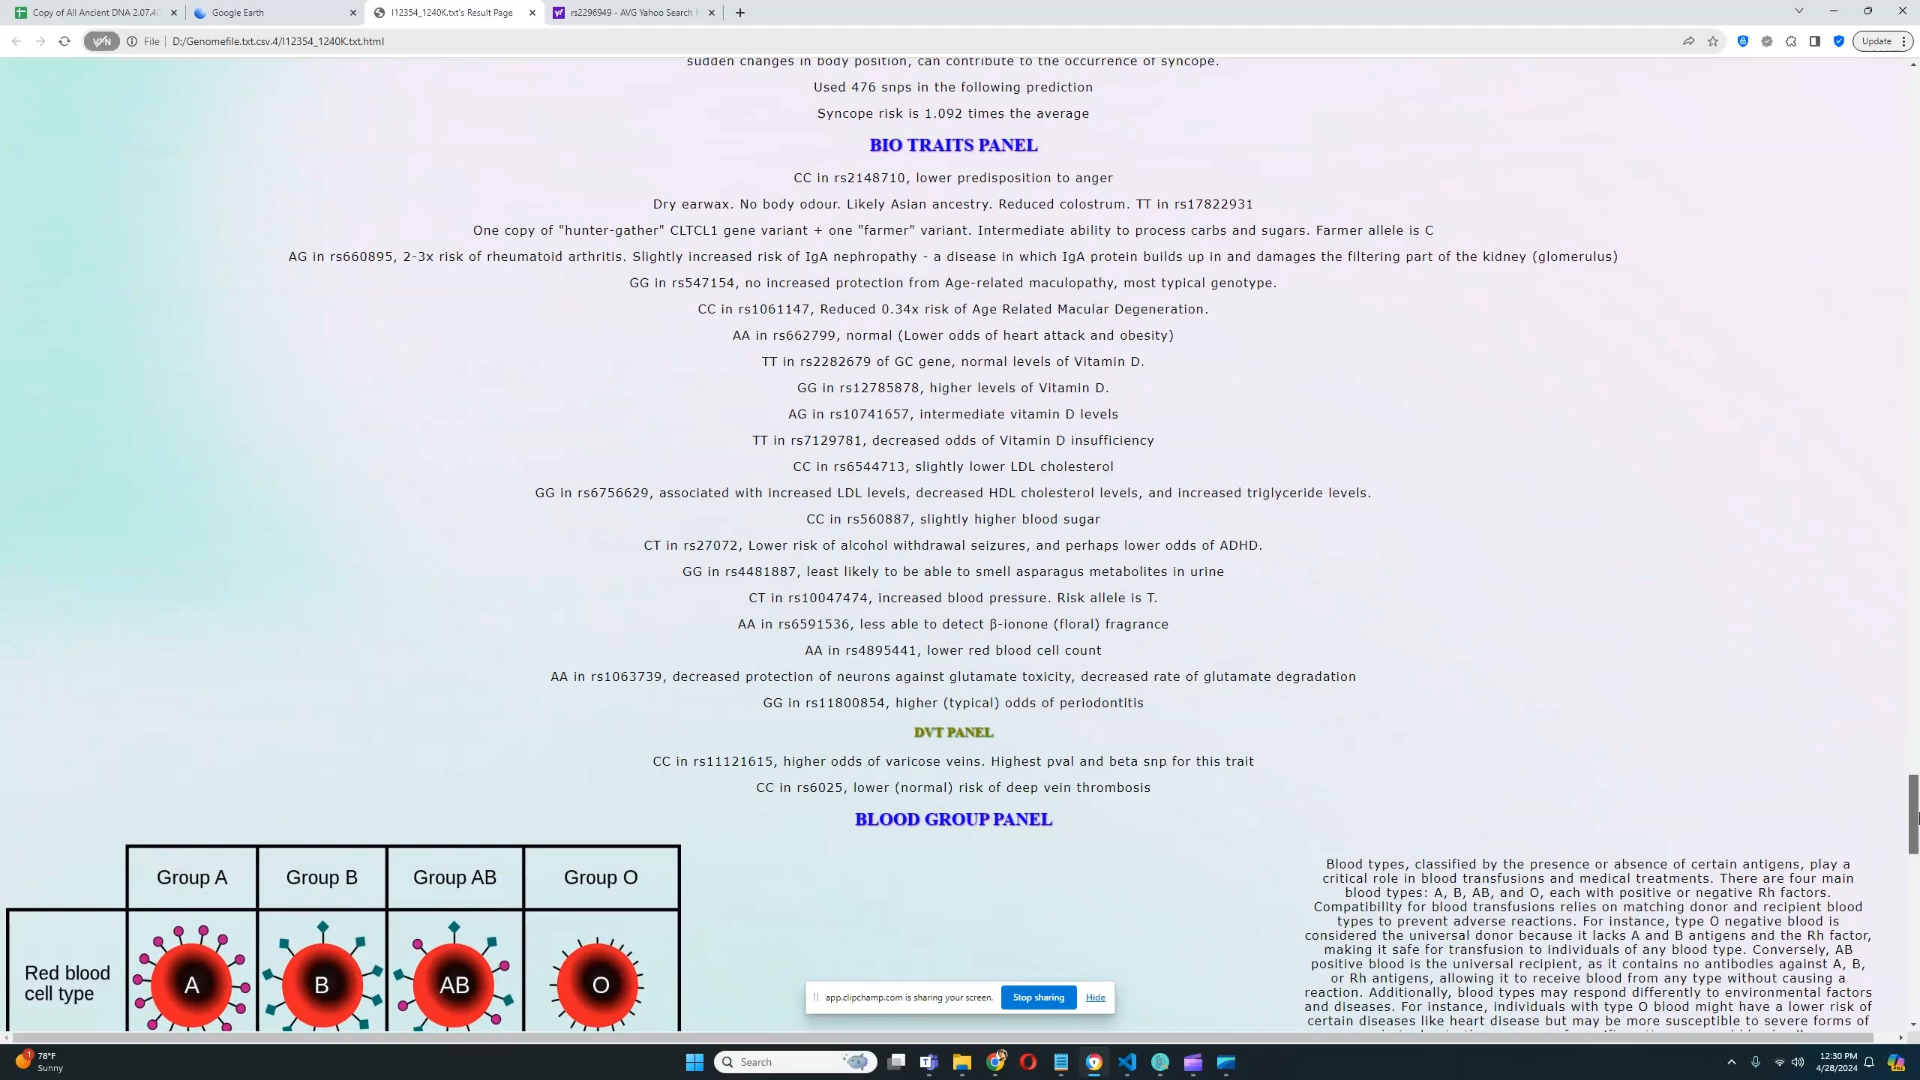 Copy of All Ancient DNA 2.07.40
Google Earth
I12354_1240K.txt's Result Page
rs2296949 - AVG Yahoo Search
File
D:/Genomefile.txt.csv.4/I12354_1240K.txt.html
Update
sudden changes in body position, can contribute to the occurrence of syncope.
Used 476 snps in the following prediction
Syncope risk is 1.092 times the average
BIO TRAITS PANEL
CC in rs2148710, lower predisposition to anger
Dry earwax. No body odour. Likely Asian ancestry. Reduced colostrum. TT in rs17822931
One copy of "hunter-gather" CLTCL1 gene variant + one "farmer" variant. Intermediate ability to process carbs and sugars. Farmer allele is C
AG in rs660895, 2-3x risk of rheumatoid arthritis. Slightly increased risk of IgA nephropathy - a disease in which IgA protein builds up in and damages the filtering part of the kidney (glomerulus)
GG in rs547154, no increased protection from Age-related maculopathy, most typical genotype.
CC in rs1061147, Reduced 0.34x risk of Age Related Macular Degeneration.
AA in rs662799, normal (Lower odds of heart attack and obesity)
TT in rs2282679 of GC gene, normal levels of Vitamin D.
GG in rs12785878, higher levels of Vitamin D.
AG in rs10741657, intermediate vitamin D levels
TT in rs7129781, decreased odds of Vitamin D insufficiency
CC in rs6544713, slightly lower LDL cholesterol
GG in rs6756629, associated with increased LDL levels, decreased HDL cholesterol levels, and increased triglyceride levels.
CC in rs560887, slightly higher blood sugar
CT in rs27072, Lower risk of alcohol withdrawal seizures, and perhaps lower odds of ADHD.
GG in rs4481887, least likely to be able to smell asparagus metabolites in urine
CT in rs10047474, increased blood pressure. Risk allele is T.
AA in rs6591536, less able to detect β-ionone (floral) fragrance
AA in rs4895441, lower red blood cell count
AA in rs1063739, decreased protection of neurons against glutamate toxicity, decreased rate of glutamate degradation
GG in rs11800854, higher (typical) odds of periodontitis
DVT PANEL
CC in rs11121615, higher odds of varicose veins. Highest pval and beta snp for this trait
CC in rs6025, lower (normal) risk of deep vein thrombosis
BLOOD GROUP PANEL
Group A
Group B
Group AB
Group O
Red blood
cell type
A
B
AB
O
Blood types, classified by the presence or absence of certain antigens, play a
critical role in blood transfusions and medical treatments. There are four main
blood types: A, B, AB, and O, each with positive or negative Rh factors.
Compatibility for blood transfusions relies on matching donor and recipient blood
types to prevent adverse reactions. For instance, type O negative blood is
considered the universal donor because it lacks A and B antigens and the Rh factor,
making it safe for transfusion to individuals of any blood type. Conversely, AB
positive blood is the universal recipient, as it contains no antibodies against A, B,
or Rh antigens, allowing it to receive blood from any type without causing a
reaction. Additionally, blood types may respond differently to environmental factors
and diseases. For instance, individuals with type O blood might have a lower risk of
certain diseases like heart disease but may be more susceptible to severe forms of
app.clipchamp.com is sharing your screen.
Stop sharing
Hide
1
78°F
Sunny
Search
12:30 PM
4/28/2024